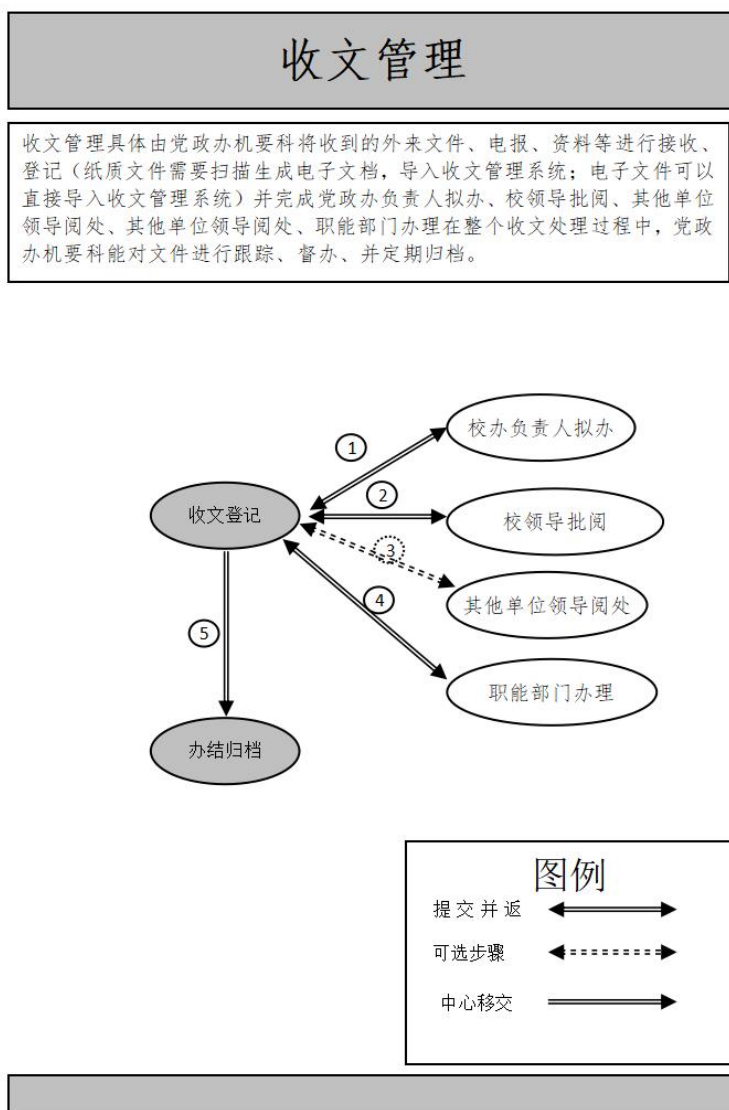 收文管理
收文管理具体由党政办机要科将收到的外来文件、电报、资料等进行接收、
登记（纸质文件需要扫描生成电子文档，导入收文管理系统；电子文件可以
直接导入收文管理系统）并完成党政办负责人拟办、校领导批阅、其他单位
领导阅处、其他单位领导阅处、职能部门办理在整个收文处理过程中，党政
办机要科能对文件进行跟踪、督办、并定期归档。
校办负责人拟办
1
2
收文登记
校领导批阅
3
其他单位领导阅处
4
5
职能部门办理
办结归档
图例
提交并返
可选步骤
中心移交